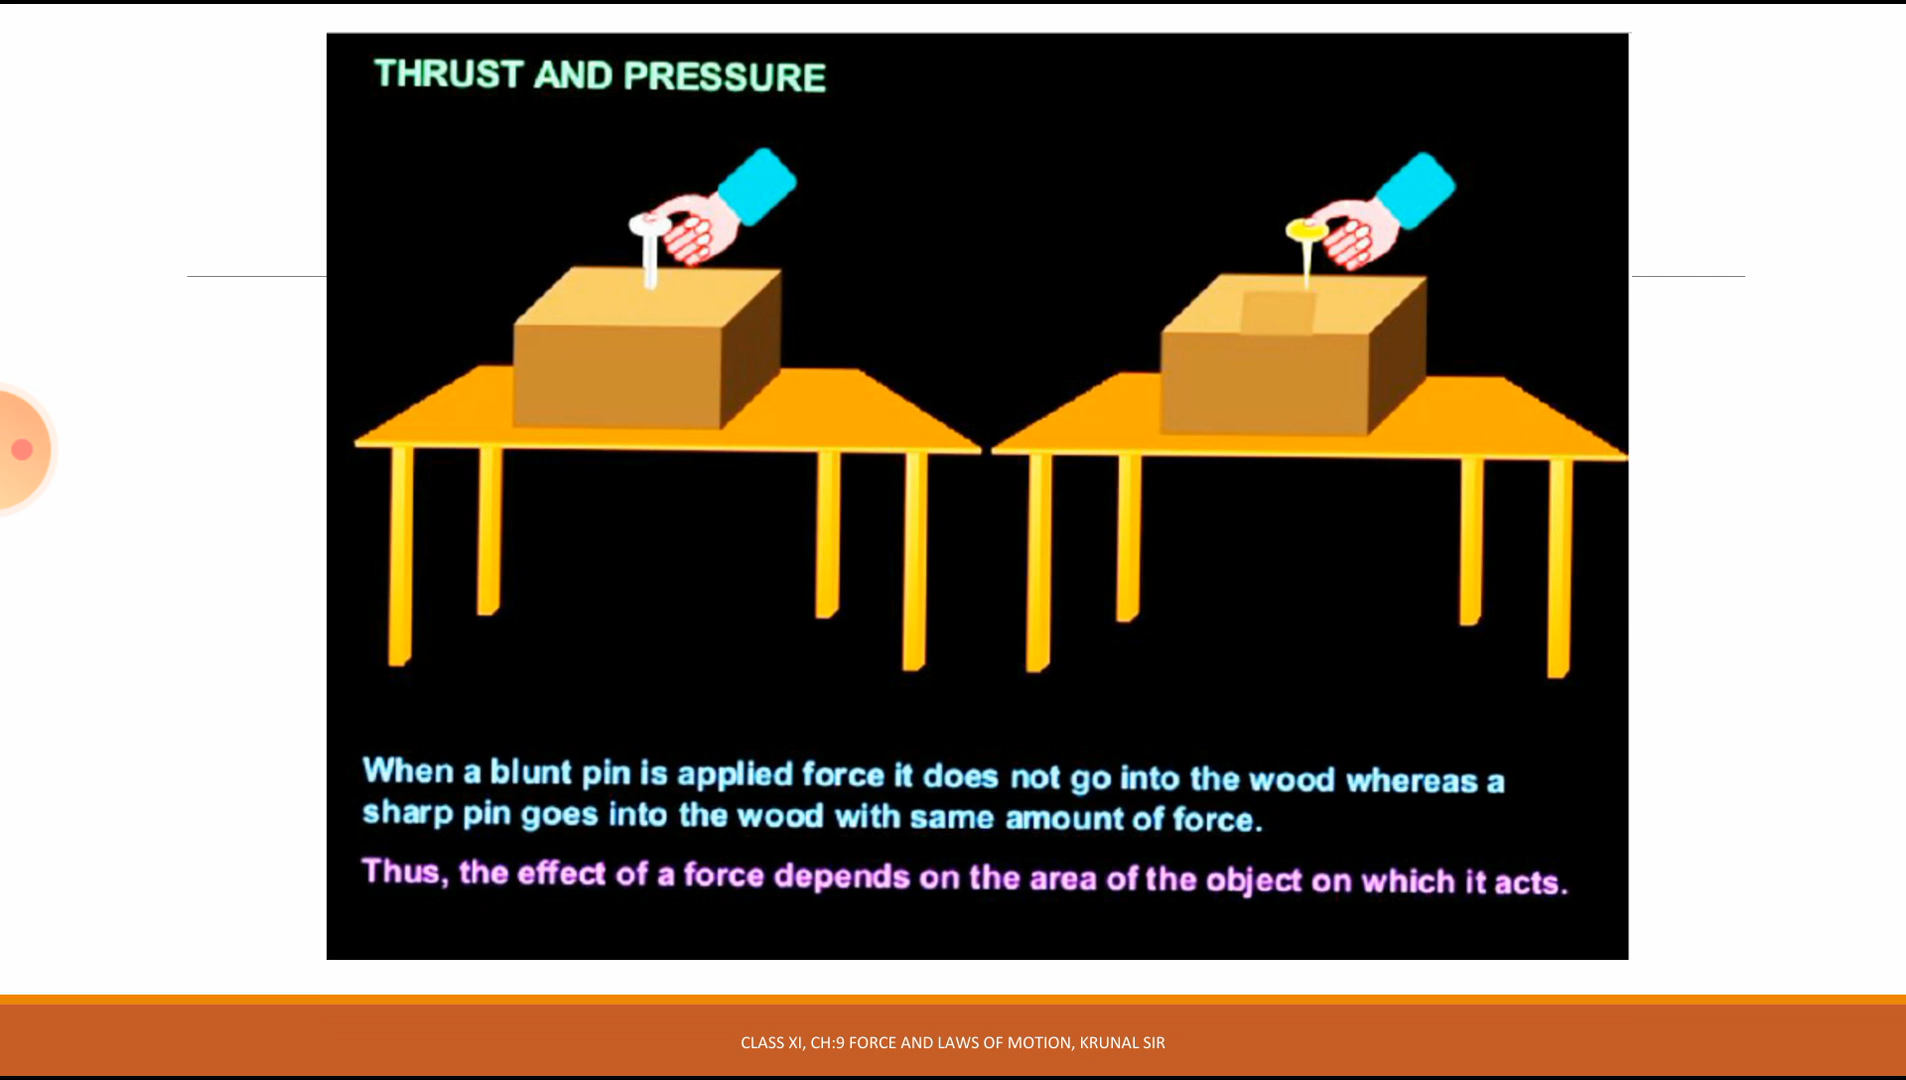 THRUST AND PRESSURE
When a blunt pin is applied force it does not go into the wood whereas a
sharp pin goes into the wood with same amount of force.
Thus, the effect of a force depends on the area of the object on which it acts.
CLASS XI, CH:9 FORCE AND LAWS OF MOTION, KRUNAL SIR